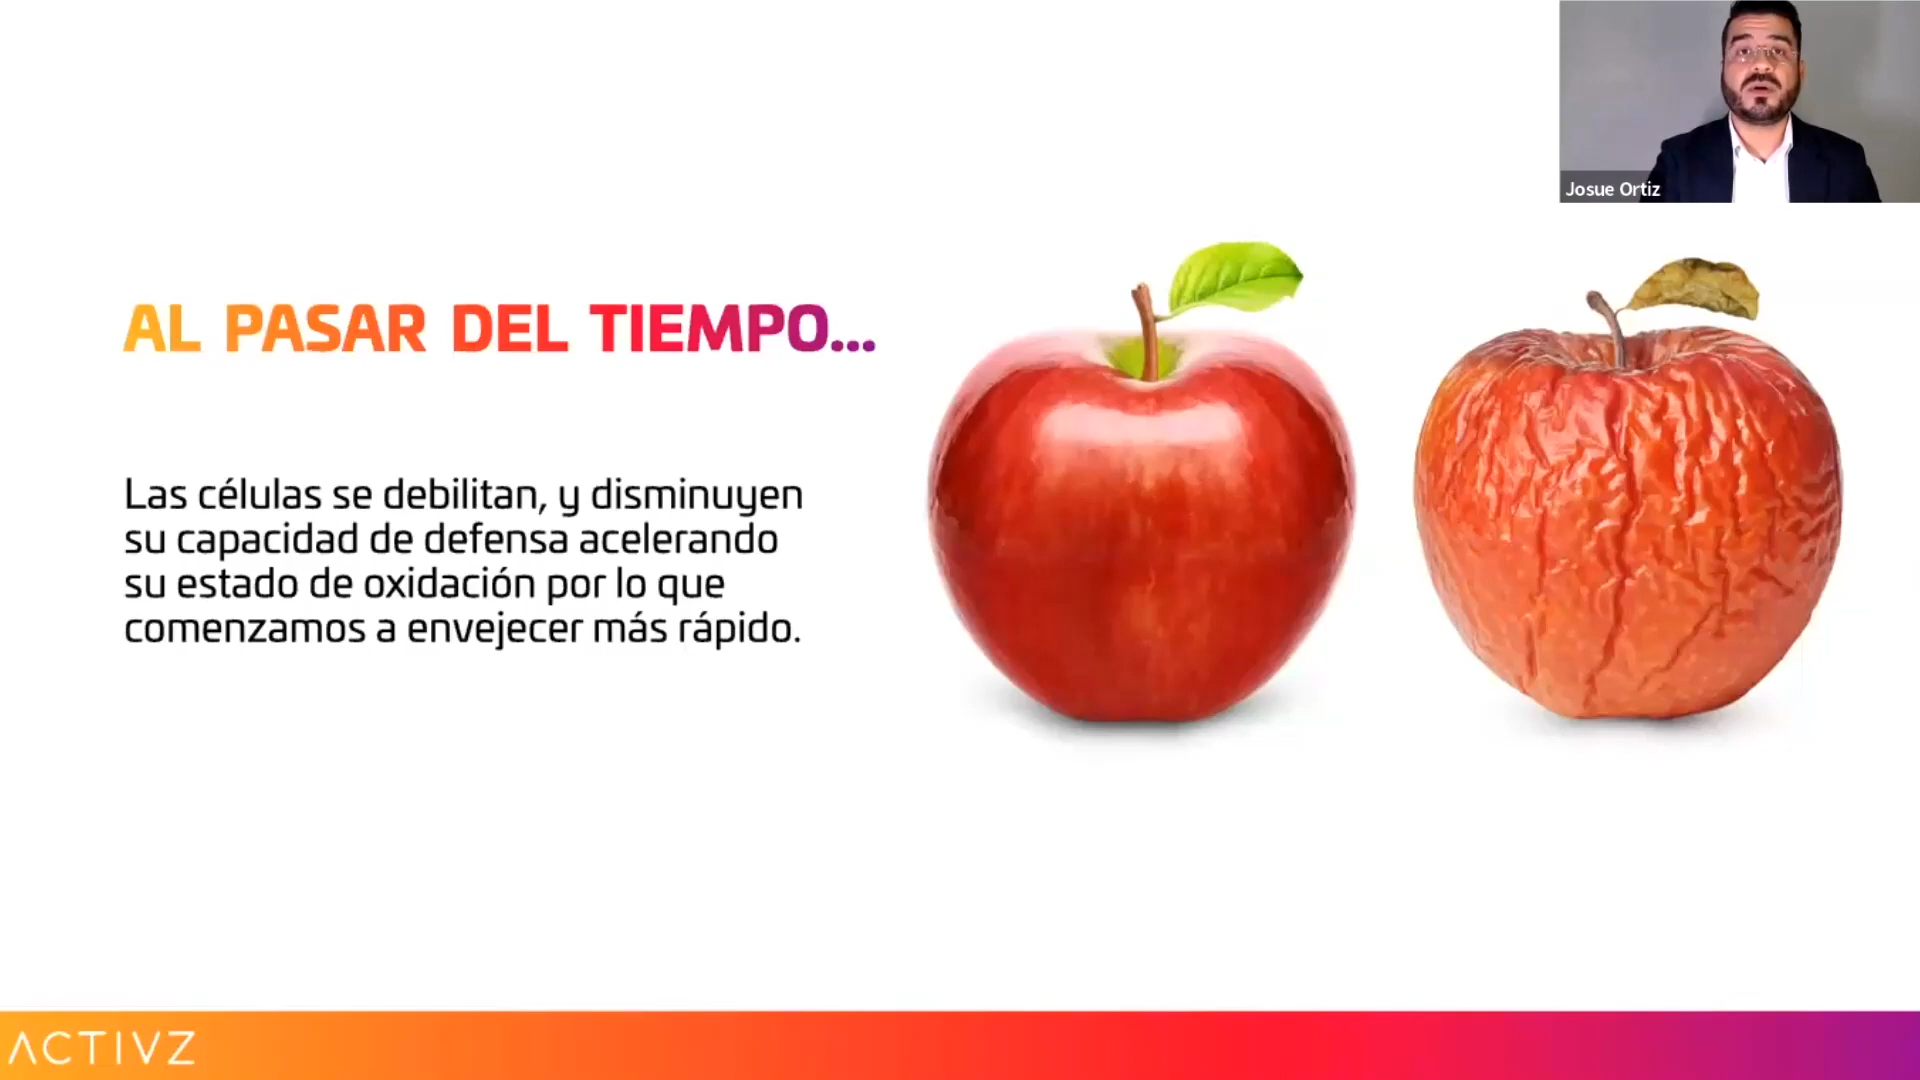 Josue Ortiz
AL PASAR DEL TIEMPO...
Las células se debilitan, y disminuyen
su capacidad de defensa acelerando
su estado de oxidación por lo que
comenzamos a envejecer más rápido.
ACTIVZ